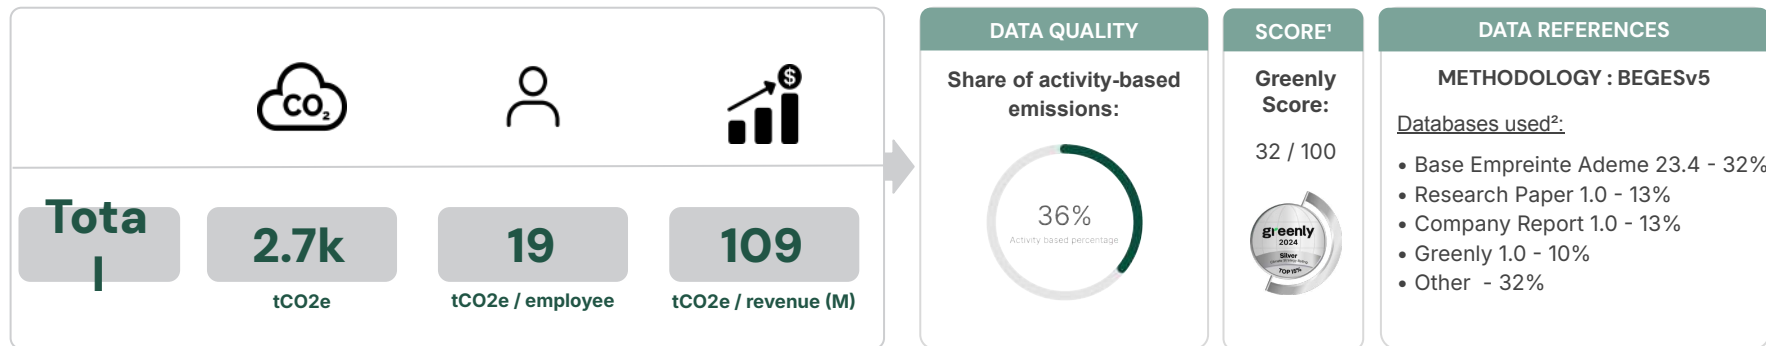 CO₂
$
Tota
l
2.7k
tCO2e
19
tCO2e / employee
109
tCO2e / revenue (M)
DATA QUALITY
Share of activity-based
emissions:
36%
Activity based percentage
SCORE¹
Greenly
Score:
32 / 100
greenly
2024
Silver
TOP 15%
DATA REFERENCES
METHODOLOGY : BEGESv5
Databases used²:
• Base Empreinte Ademe 23.4 - 32%
• Research Paper 1.0 - 13%
• Company Report 1.0 - 13%
• Greenly 1.0 - 10%
• Other - 32%